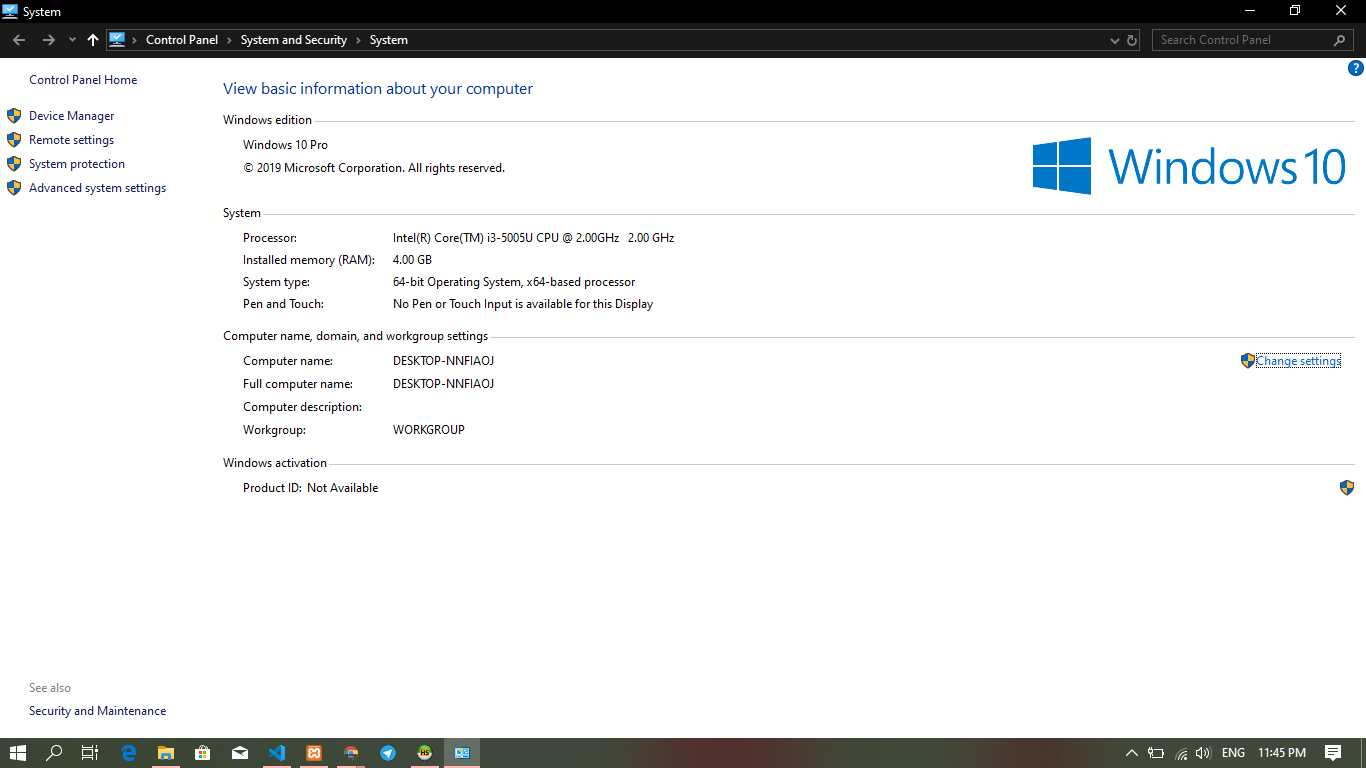 System
Control Panel > System and Security > System
Search Control Panel
Control Panel Home
Device Manager
Remote settings
System protection
Advanced system settings
See also
Security and Maintenance
?
View basic information about your computer
Windows edition
Windows 10 Pro
© 2019 Microsoft Corporation. All rights reserved.
Windows 10
System
Processor: Intel(R) Core(TM) i3-5005U CPU @ 2.00GHz 2.00 GHz
Installed memory (RAM): 4.00 GB
System type: 64-bit Operating System, x64-based processor
Pen and Touch: No Pen or Touch Input is available for this Display
Computer name, domain, and workgroup settings
Computer name: DESKTOP-NNFIAOJ
Change settings
Full computer name: DESKTOP-NNFIAOJ
Computer description:
Workgroup: WORKGROUP
Windows activation
Product ID: Not Available
HS
ENG
11:45 PM